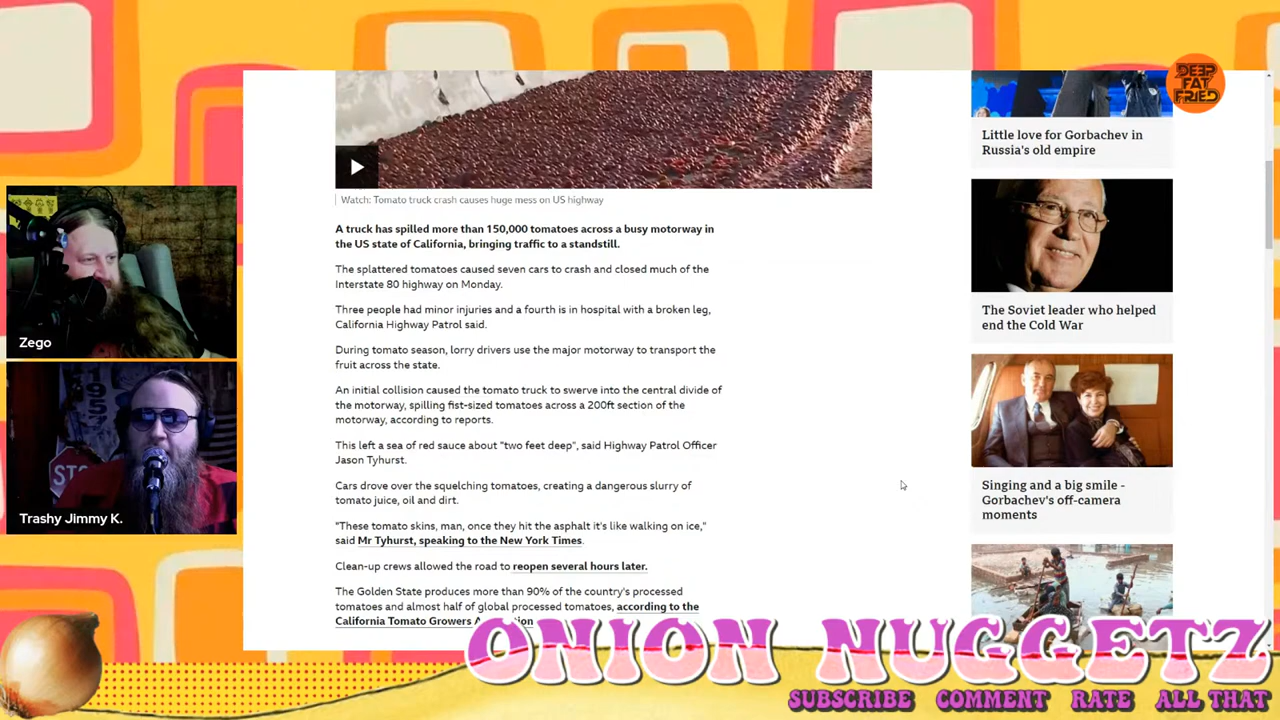 DEEP
FAT
FRIED
Little love for Gorbachev in
Russia's old empire
Watch: Tomato truck crash causes huge mess on US highway
A truck has spilled more than 150,000 tomatoes across a busy motorway in
the US state of California, bringing traffic to a standstill.
The splattered tomatoes caused seven cars to crash and closed much of the
Interstate 80 highway on Monday.
Three people had minor injuries and a fourth is in hospital with a broken leg,
California Highway Patrol said.
During tomato season, lorry drivers use the major motorway to transport the
fruit across the state.
An initial collision caused the tomato truck to swerve into the central divide of
the motorway, spilling fist-sized tomatoes across a 200ft section of the
motorway, according to reports.
This left a sea of red sauce about "two feet deep", said Highway Patrol Officer
Jason Tyhurst.
Cars drove over the squelching tomatoes, creating a dangerous slurry of
tomato juice, oil and dirt.
"These tomato skins, man, once they hit the asphalt it's like walking on ice,"
said Mr Tyhurst, speaking to the New York Times.
Clean-up crews allowed the road to reopen several hours later.
The Golden State produces more than 90% of the country's processed
tomatoes and almost half of global processed tomatoes, according to the
California Tomato Growers
The Soviet leader who helped
end the Cold War
Singing and a big smile -
Gorbachev's off-camera
moments
Zego
STOP
Trashy Jimmy K.
ONION NUGGETZ
SUBSCRIBE COMMENT RATE ALL THAT